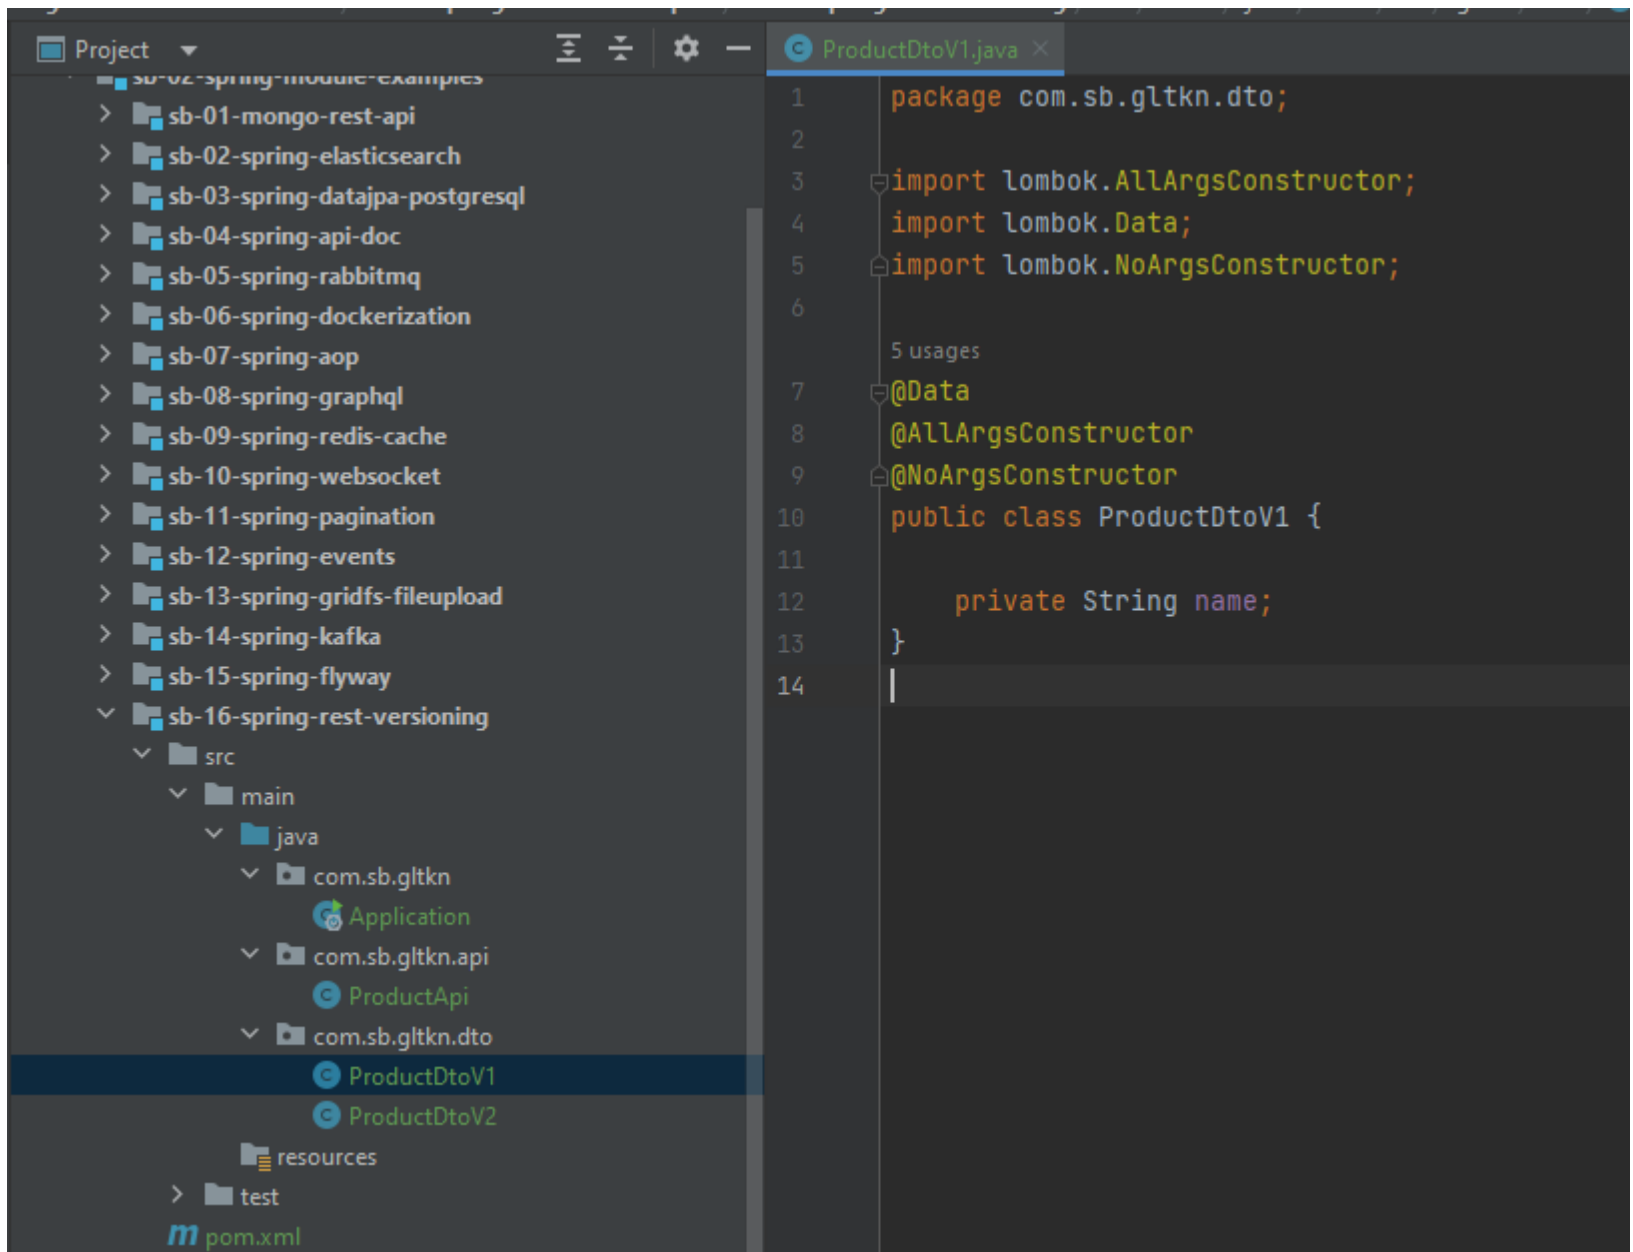 Project
sb-02-spring-module-examples
sb-01-mongo-rest-api
sb-02-spring-elasticsearch
sb-03-spring-datajpa-postgresql
sb-04-spring-api-doc
sb-05-spring-rabbitmq
sb-06-spring-dockerization
sb-07-spring-aop
sb-08-spring-graphql
sb-09-spring-redis-cache
sb-10-spring-websocket
sb-11-spring-pagination
sb-12-spring-events
sb-13-spring-gridfs-fileupload
sb-14-spring-kafka
sb-15-spring-flyway
sb-16-spring-rest-versioning
src
main
java
com.sb.gltkn
Application
com.sb.gltkn.api
ProductApi
com.sb.gltkn.dto
ProductDtoV1
ProductDtoV2
resources
test
pom.xml
ProductDtoV1.java
1 package com.sb.gltkn.dto;
2
3 import lombok.AllArgsConstructor;
4 import lombok.Data;
5 import lombok.NoArgsConstructor;
6
5 usages
7 @Data
8 @AllArgsConstructor
9 @NoArgsConstructor
10 public class ProductDtoV1 {
11
12 private String name;
13 }
14